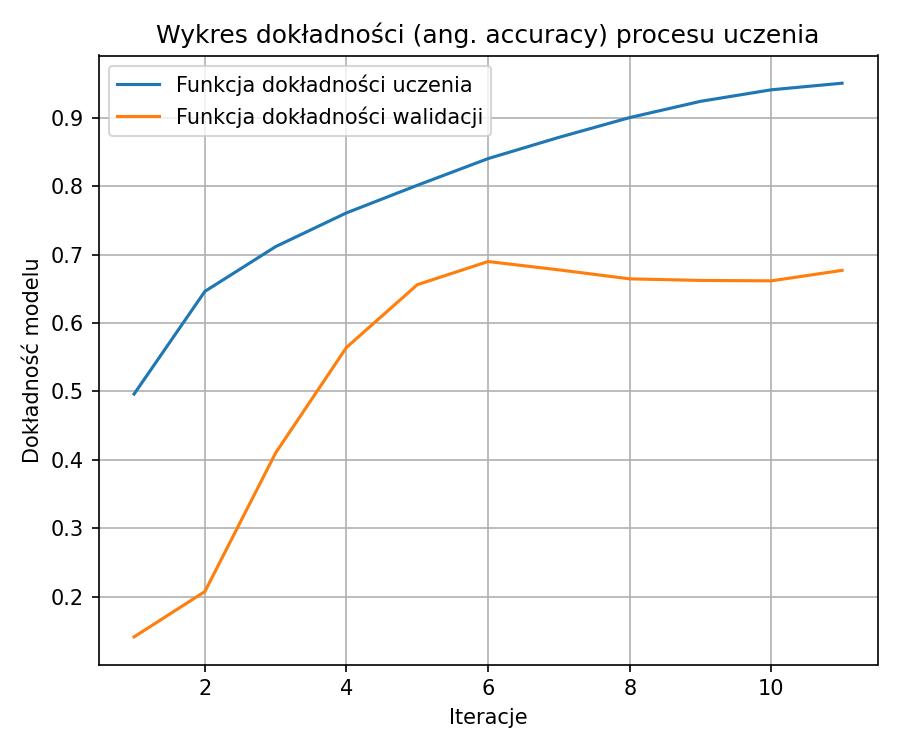 Wykres dokładności (ang. accuracy) procesu uczenia
Funkcja dokładności uczenia
Funkcja dokładności walidacji
Dokładność modelu
0.9
0.8
0.7
0.6
0.5
0.4
0.3
0.2
2 4 6 8 10
Iteracje